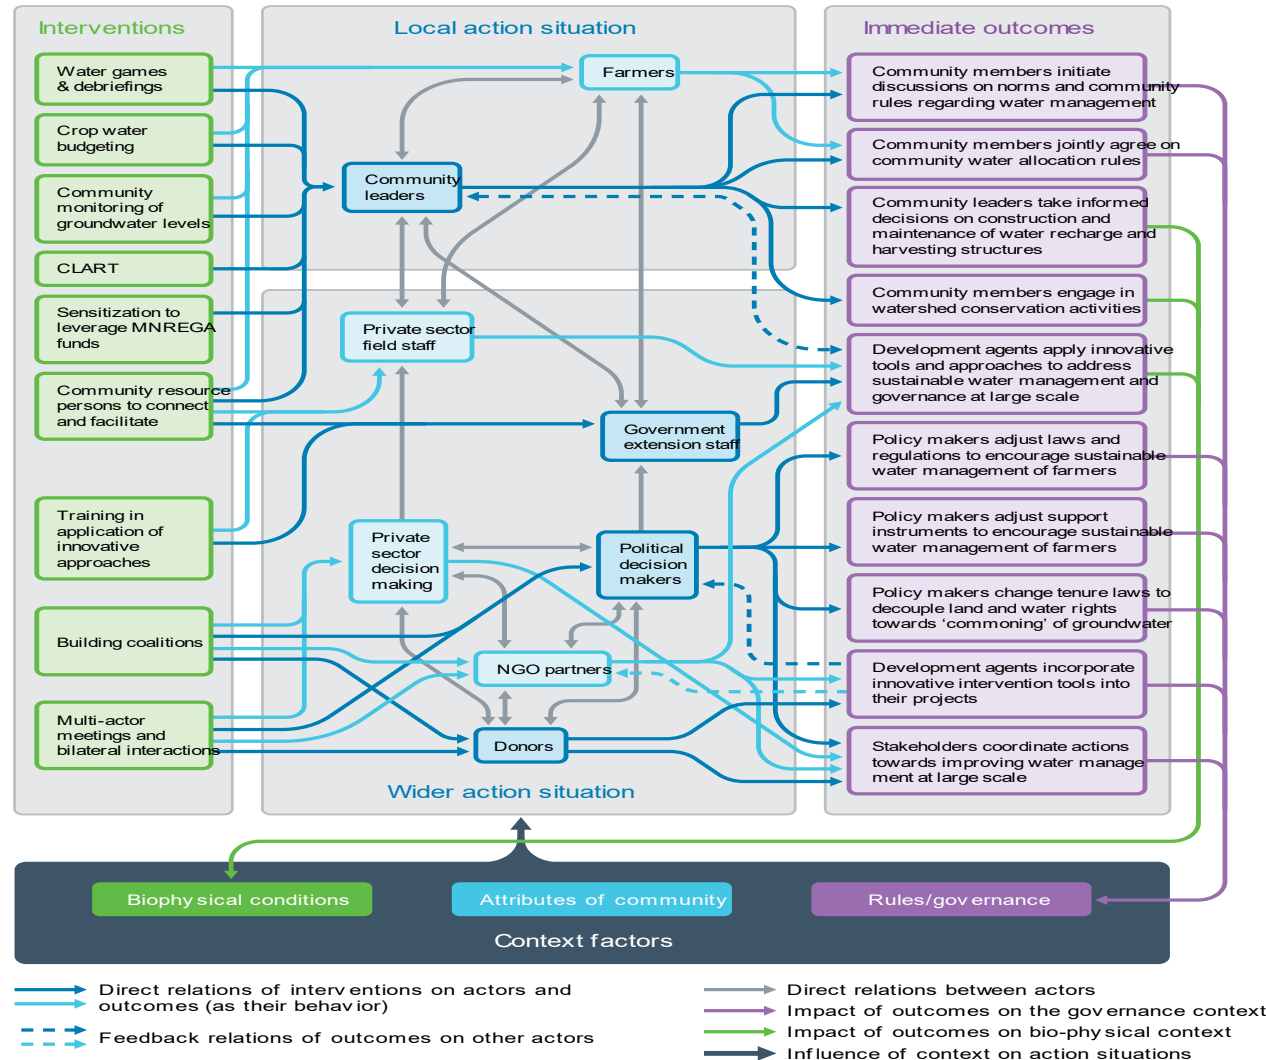 Interventions
Water games
& debriefings
Crop water
budgeting
Community
monitoring of
groundwater levels
CLART
Sensitization to
leverage MNREGA
funds
Community resource
persons to connect
and facilitate
Training in
application of
innovative
approaches
Building coalitions
Multi-actor
meetings and
bilateral interactions
Local action situation
Farmers
Community
leaders
Private sector
field staff
Government
extension staff
Private
sector
decision
making
Political
decision
makers
NGO partners
Donors
Wider action situation
Immediate outcomes
Community members initiate
discussions on norms and community
rules regarding water management
Community members jointly agree on
community water allocation rules
Community leaders take informed
decisions on construction and
maintenance of water recharge and
harvesting structures
Community members engage in
watershed conservation activities
Development agents apply innovative
tools and approaches to address
sustainable water management and
governance at large scale
Policy makers adjust laws and
regulations to encourage sustainable
water management of farmers
Policy makers adjust support
instruments to encourage sustainable
water management of farmers
Policy makers change tenure laws to
decouple land and water rights
towards ‘commoning’ of groundwater
Development agents incorporate
innovative intervention tools into
their projects
Stakeholders coordinate actions
towards improving water manage
ment at large scale
Biophysical conditions
Attributes of community
Rules/governance
Context factors
Direct relations of interventions on actors and
outcomes (as their behavior)
Feedback relations of outcomes on other actors
Direct relations between actors
Impact of outcomes on the governance context
Impact of outcomes on bio-physical context
Influence of context on action situations